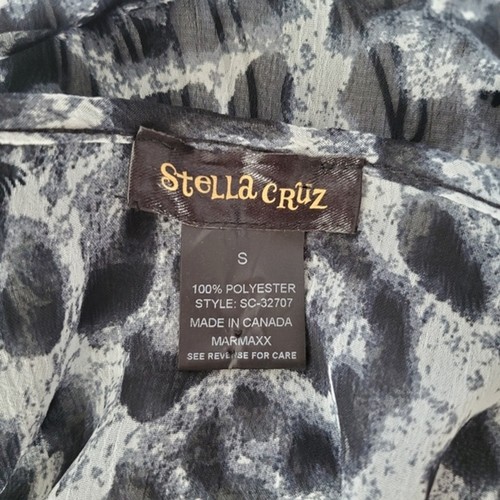 Stella Cruz
S
100% POLYESTER
STYLE: SC-32707
MADE IN CANADA
MARMAXX
SEE REVERSE FOR CARE